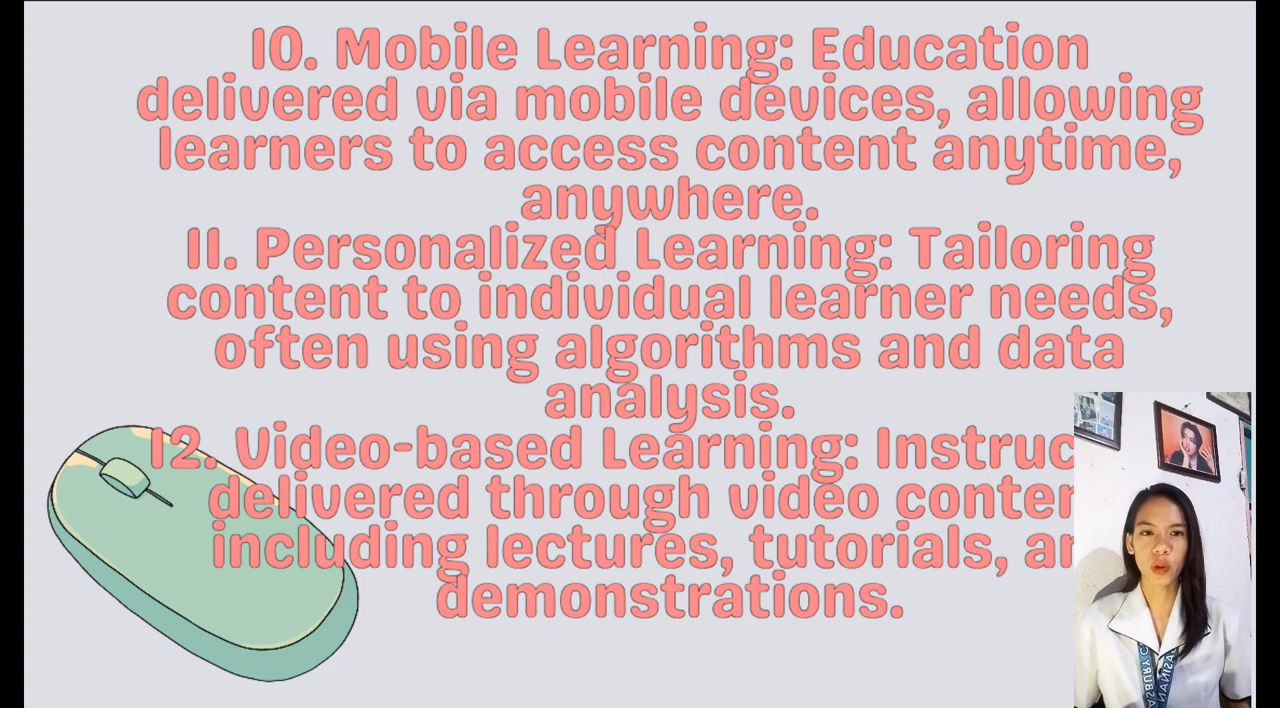 10. Mobile Learning: Education
delivered via mobile devices, allowing
learners to access content anytime,
anywhere.
11. Personalized Learning: Tailoring
content to individual learner needs,
often using algorithms and data
analysis.
12. Video-based Learning:
delivered through video
including lectures, tutorials,
demonstrations.